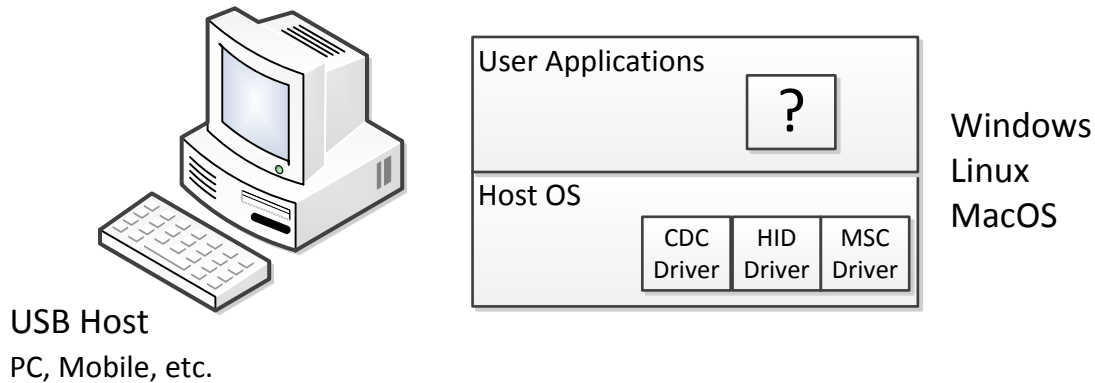 User Applications
?
Windows
Linux
MacOS
Host OS
CDC
Driver
HID
Driver
MSC
Driver
USB Host
PC, Mobile, etc.